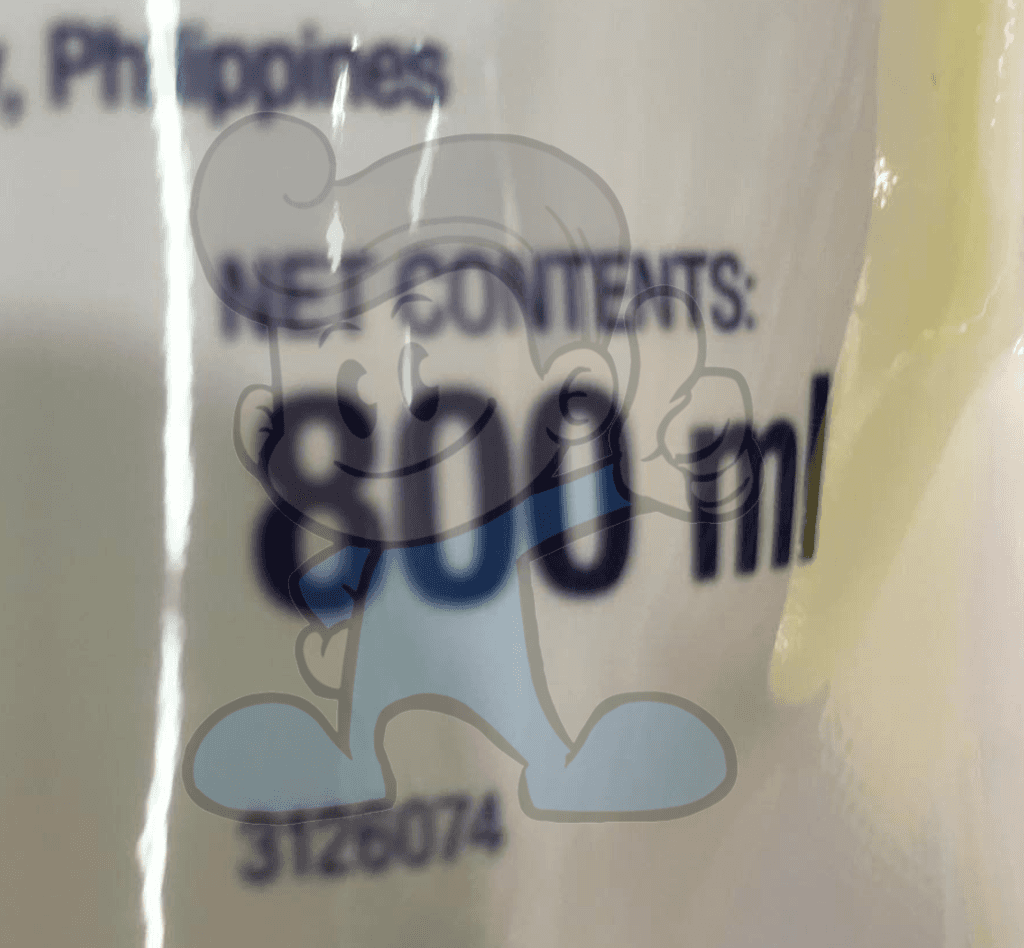 , Philippines
NET CONTENTS:
800 ml
3126074